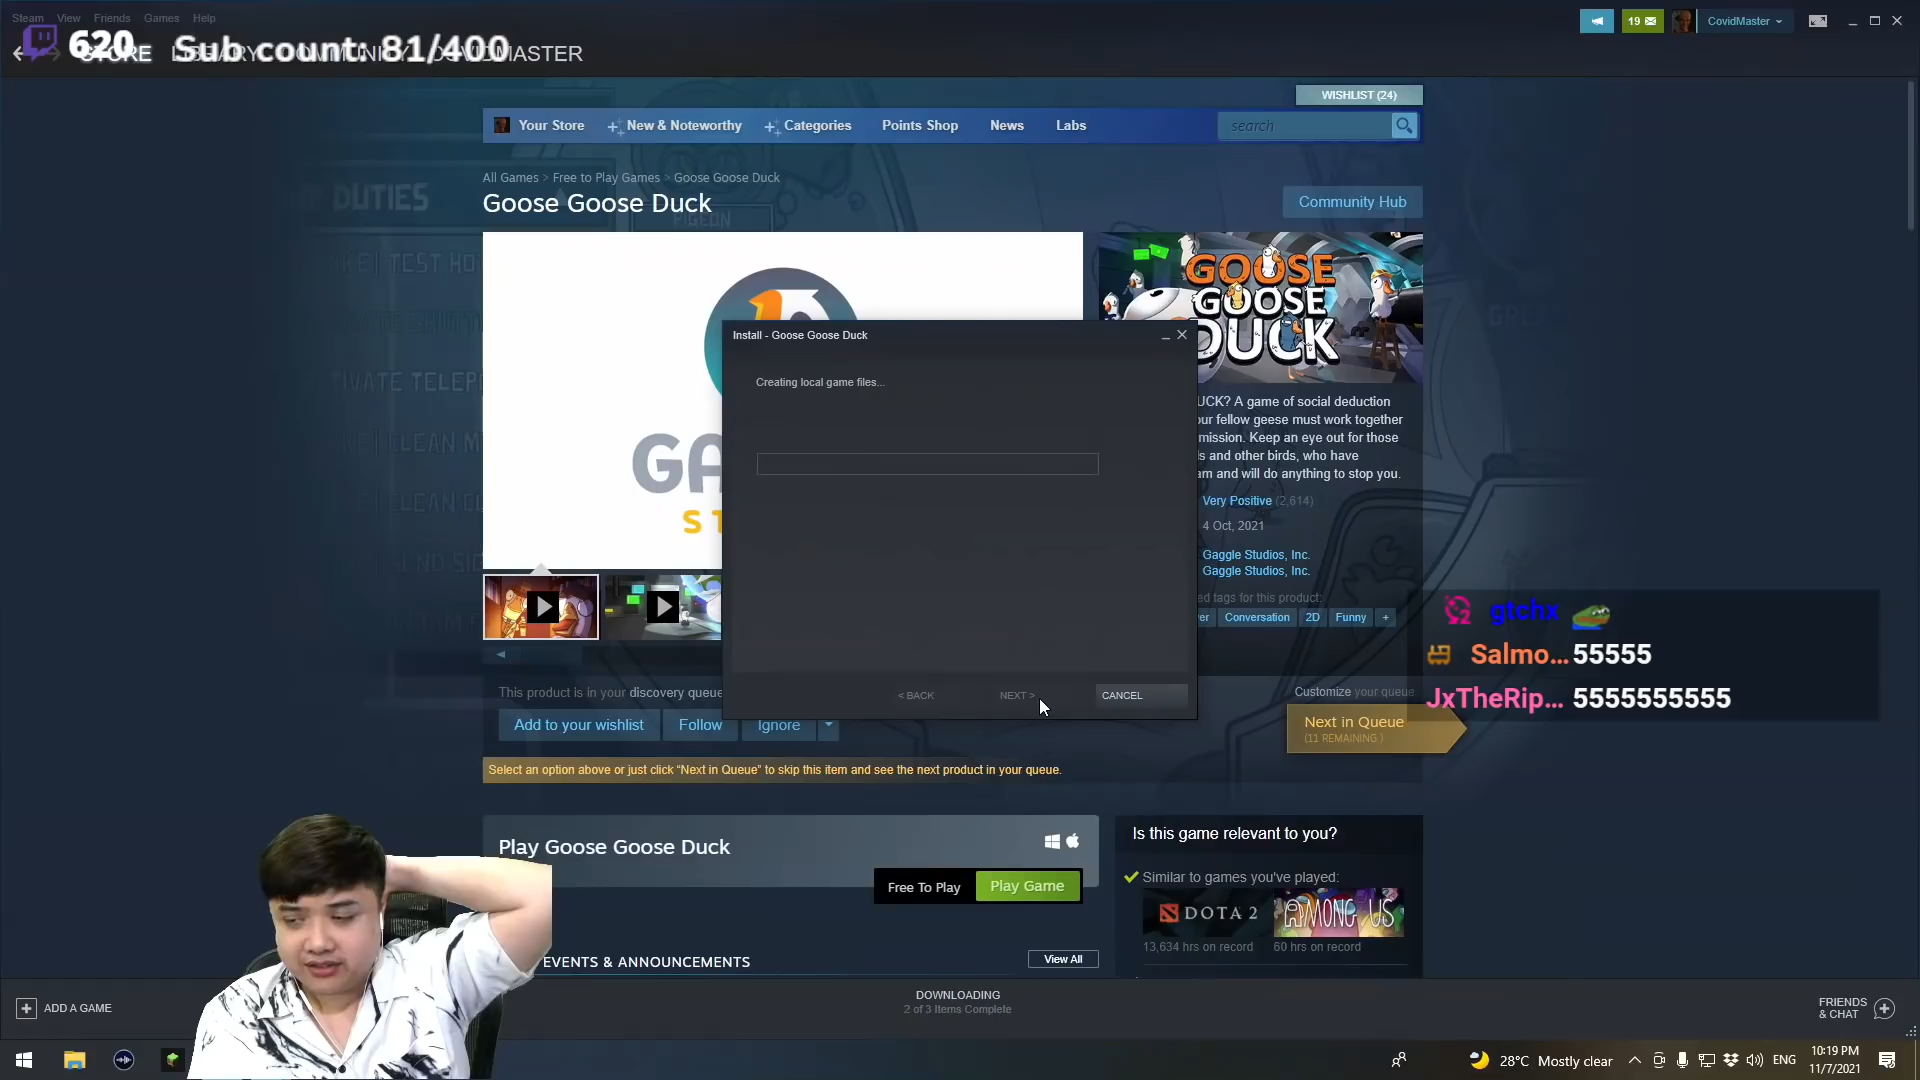 Steam View Friends Games Help
620 Sub count: 81/400
STORE LIBRARY COMMUNITY COVIDMASTER
19
CovidMaster
WISHLIST (24)
Your Store New & Noteworthy Categories Points Shop News Labs
search
All Games > Free to Play Games > Goose Goose Duck
Goose Goose Duck
Community Hub
DUTIES
PIGEON
GOOSE
GOOSE
DUCK
Install - Goose Goose Duck
Creating local game files...
< BACK NEXT > CANCEL
UCK? A game of social deduction
our fellow geese must work together
mission. Keep an eye out for those
s and other birds, who have
am and will do anything to stop you.
Very Positive (2,614)
4 Oct, 2021
Gaggle Studios, Inc.
Gaggle Studios, Inc.
ed tags for this product:
er Conversation 2D Funny +
gtchx
Salmo... 55555
JxTheRip... 5555555555
This product is in your discovery queue
Customize your queue
Add to your wishlist Follow Ignore
Next in Queue
(11 REMAINING )
Select an option above or just click “Next in Queue” to skip this item and see the next product in your queue.
Play Goose Goose Duck
Free To Play Play Game
Is this game relevant to you?
Similar to games you've played:
DOTA 2 AMONG US
13,634 hrs on record 60 hrs on record
EVENTS & ANNOUNCEMENTS
View All
ADD A GAME
DOWNLOADING
2 of 3 Items Complete
FRIENDS
& CHAT
28°C Mostly clear
ENG
10:19 PM
11/7/2021